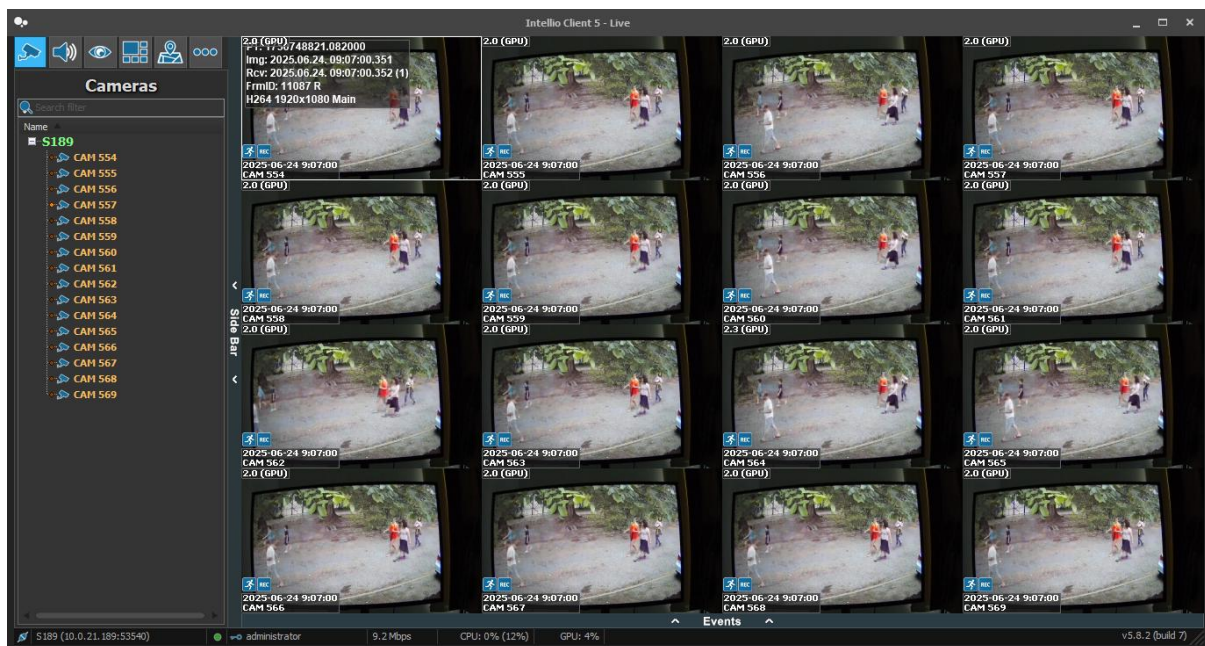 Intellio Client 5 - Live
Cameras
Search filter
Name
S189
CAM 554
CAM 555
CAM 556
CAM 557
CAM 558
CAM 559
CAM 560
CAM 561
CAM 562
CAM 563
CAM 564
CAM 565
CAM 566
CAM 567
CAM 568
CAM 569
Side Bar
2.0 (GPU)
PT: 1750748821.082000
Img: 2025.06.24. 09:07:00.351
Rcv: 2025.06.24. 09:07:00.352 (1)
FrmID: 11087 R
H264 1920x1080 Main
REC
2025-06-24 9:07:00
CAM 554
2.0 (GPU)
REC
2025-06-24 9:07:00
CAM 555
2.0 (GPU)
REC
2025-06-24 9:07:00
CAM 556
2.0 (GPU)
REC
2025-06-24 9:07:00
CAM 557
2.0 (GPU)
REC
2025-06-24 9:07:00
CAM 558
2.0 (GPU)
REC
2025-06-24 9:07:00
CAM 559
2.0 (GPU)
REC
2025-06-24 9:07:00
CAM 560
2.0 (GPU)
REC
2025-06-24 9:07:00
CAM 561
2.0 (GPU)
REC
2025-06-24 9:07:00
CAM 562
2.0 (GPU)
REC
2025-06-24 9:07:00
CAM 563
2.3 (GPU)
REC
2025-06-24 9:07:00
CAM 564
2.0 (GPU)
REC
2025-06-24 9:07:00
CAM 565
2.0 (GPU)
REC
2025-06-24 9:07:00
CAM 566
2.0 (GPU)
REC
2025-06-24 9:07:00
CAM 567
2.0 (GPU)
REC
2025-06-24 9:07:00
CAM 568
2.0 (GPU)
REC
2025-06-24 9:07:00
CAM 569
Events
S189 (10.0.21.189:53540)
administrator
9.2 Mbps
CPU: 0% (12%)
GPU: 4%
v5.8.2 (build 7)